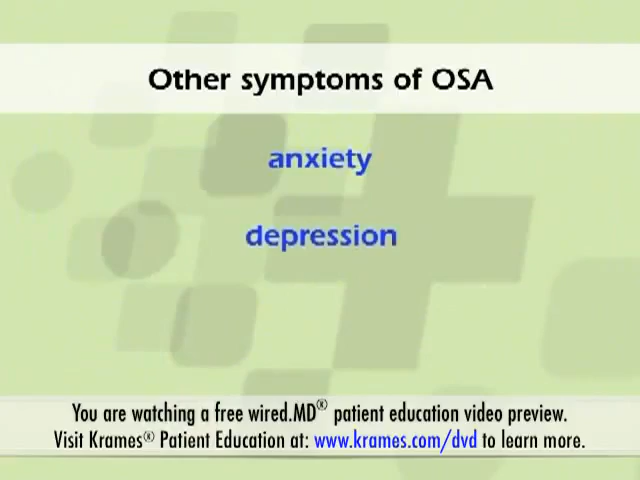 Other symptoms of OSA
anxiety
depression
You are watching a free wired.MD® patient education video preview.
Visit Krames® Patient Education at: www.krames.com/dvd to learn more.